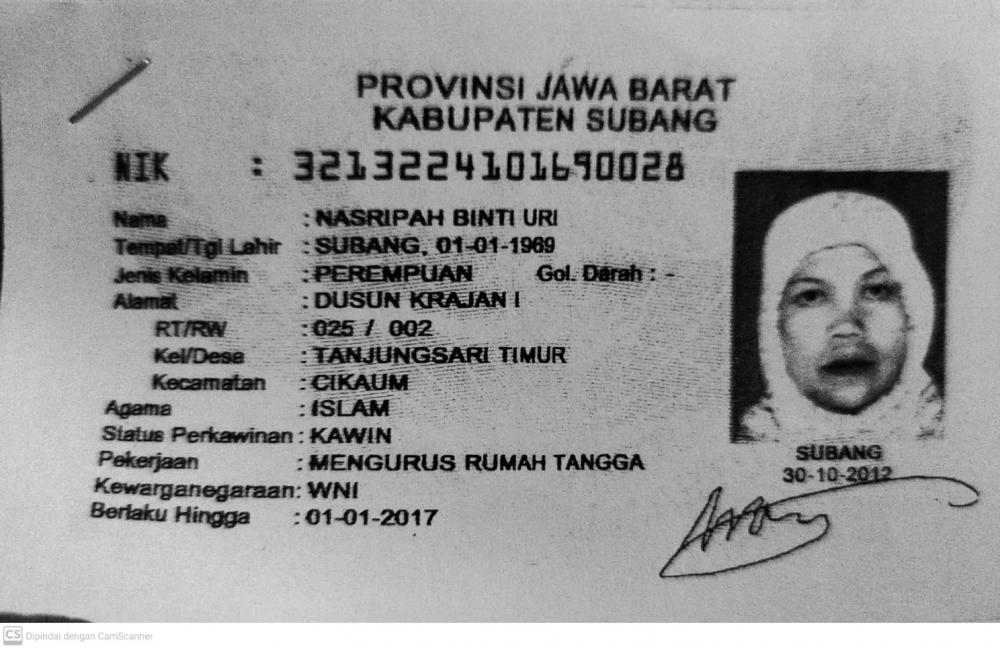 PROVINSI JAWA BARAT
KABUPATEN SUBANG
NIK : 3213224101690028
Nama : NASRIPAH BINTI URI
Tempat/Tgl Lahir : SUBANG, 01-01-1969
Jenis Kelamin : PEREMPUAN Gol. Darah : -
Alamat : DUSUN KRAJAN I
RT/RW : 025 / 002
Kel/Desa : TANJUNGSARI TIMUR
Kecamatan : CIKAUM
Agama : ISLAM
Status Perkawinan : KAWIN
Pekerjaan : MENGURUS RUMAH TANGGA
Kewarganegaraan: WNI
Berlaku Hingga : 01-01-2017
SUBANG
30-10-2012
CS Dipindai dengan CamScanner